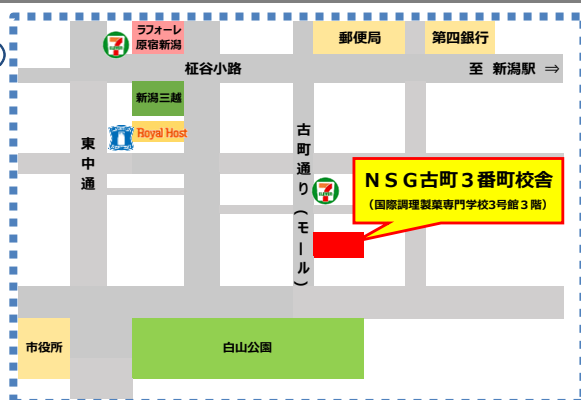 ラフォーレ
原宿新潟
郵便局
第四銀行
柾谷小路
至 新潟駅 ⇒
新潟三越
Royal Host
東中通
古町通り(モール)
NSG古町3番町校舎
(国際調理製菓専門学校3号館3階)
市役所
白山公園